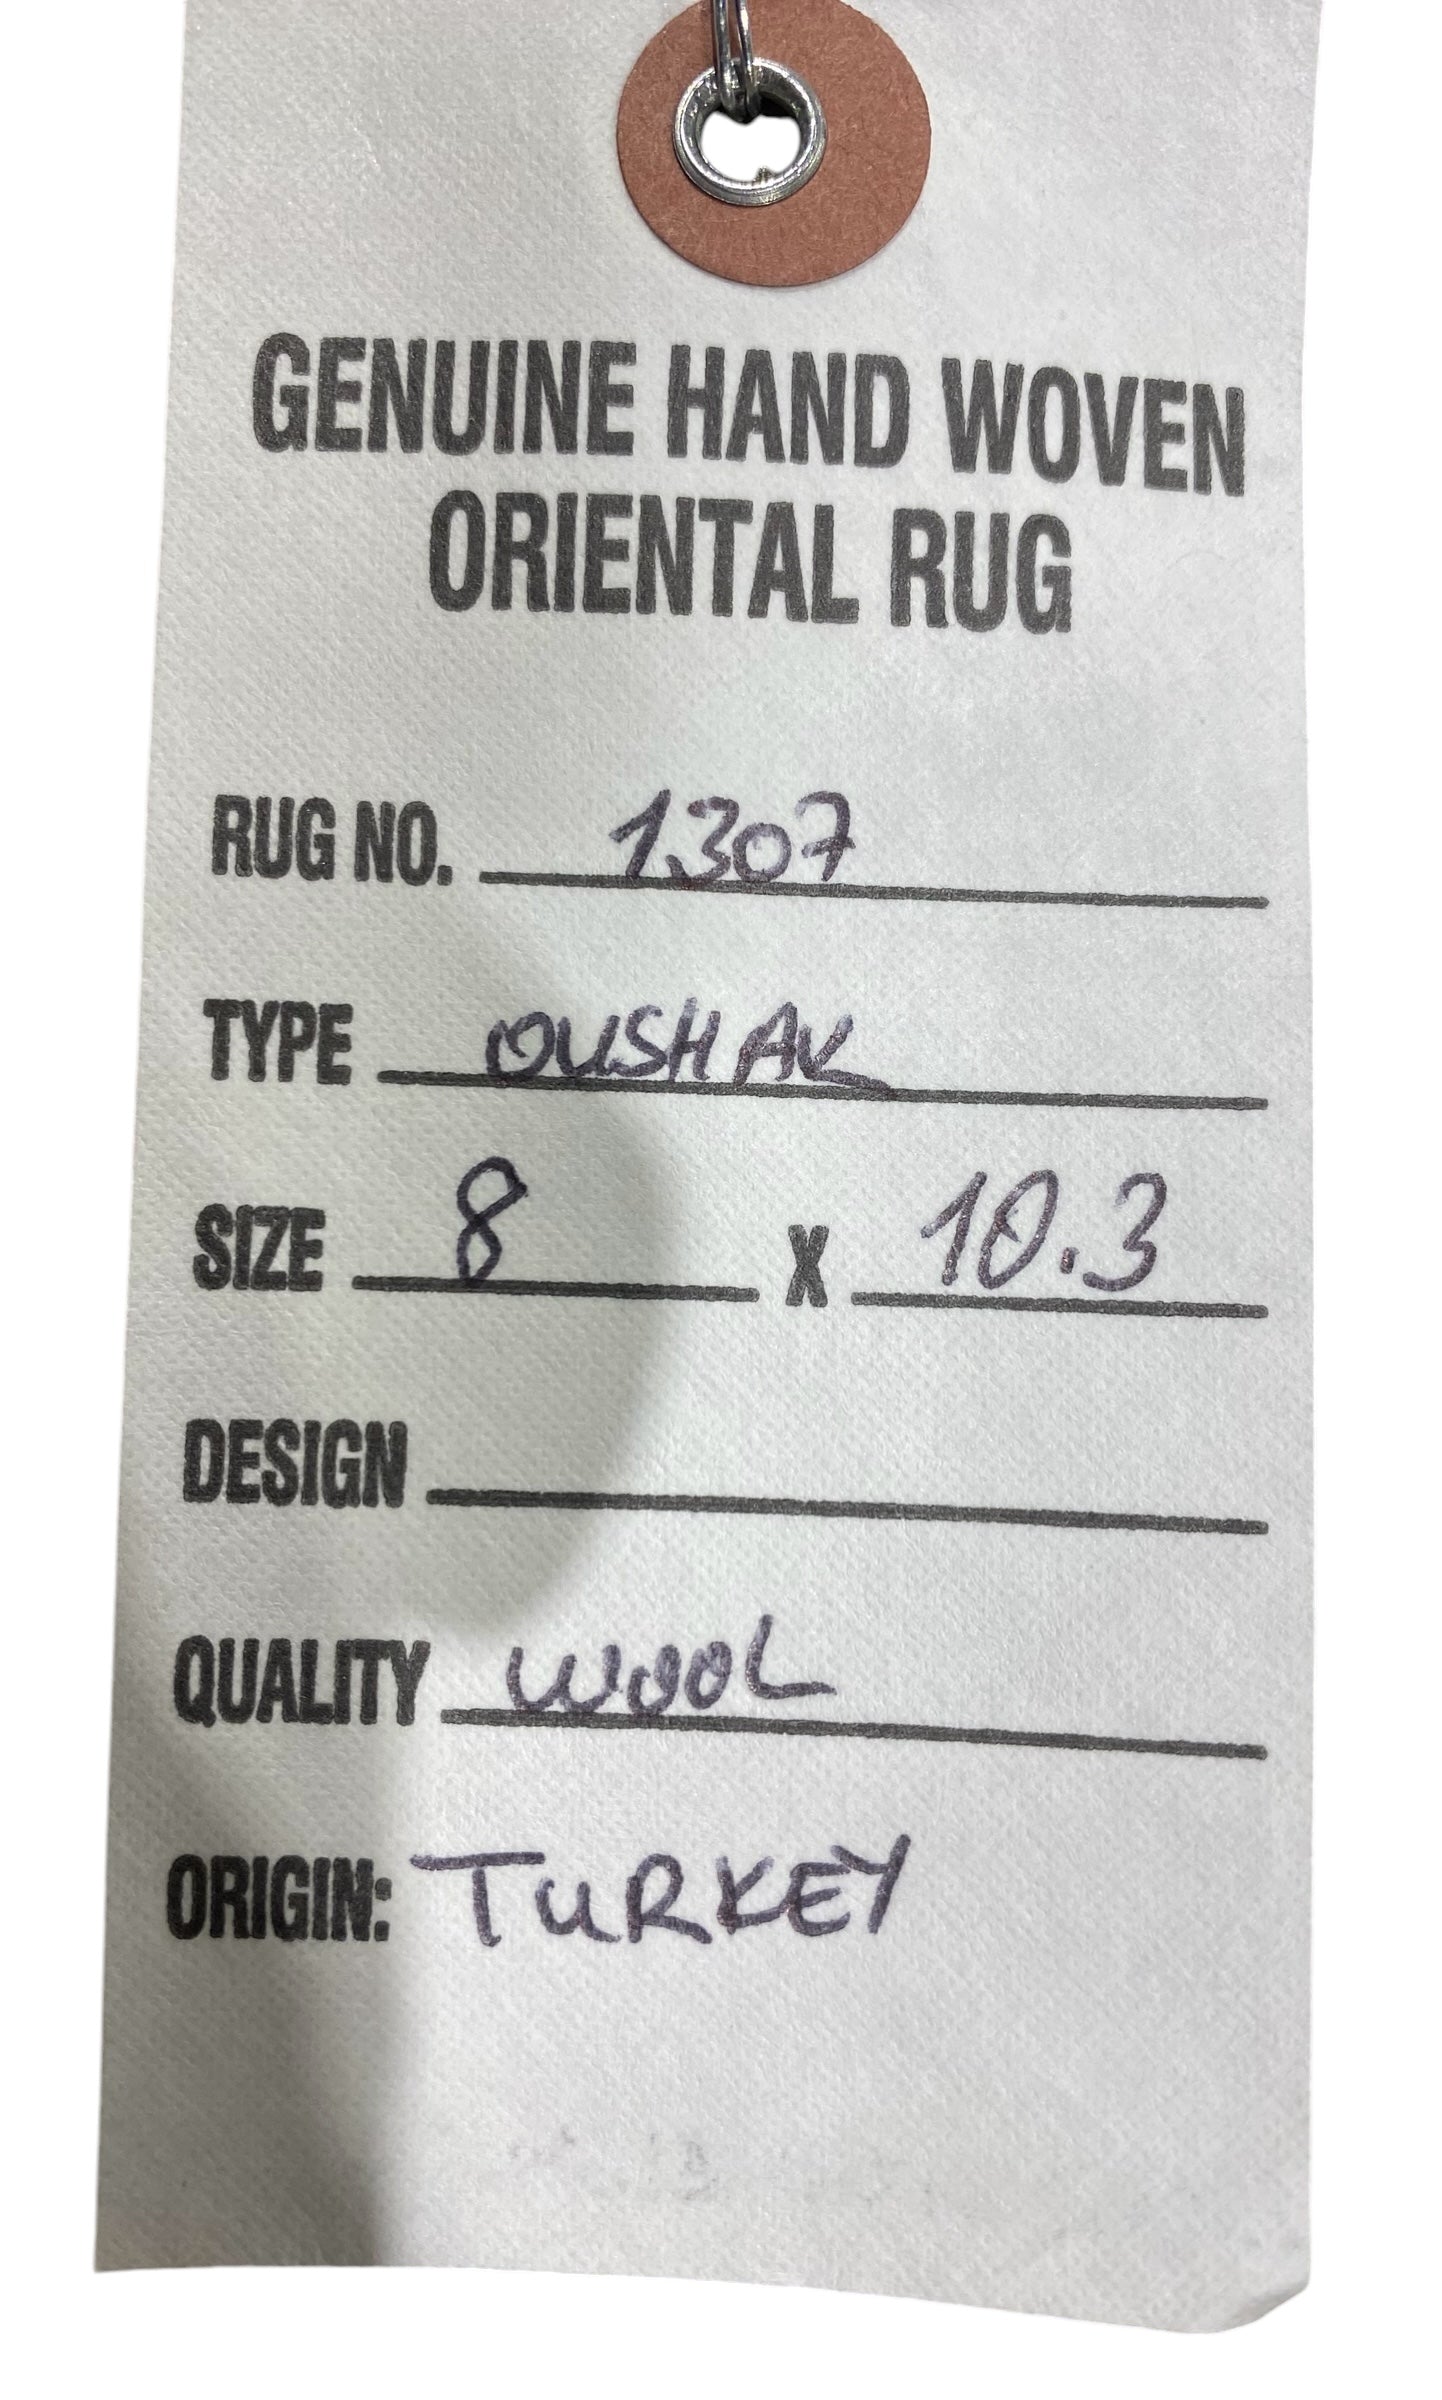 GENUINE HAND WOVEN
ORIENTAL RUG
RUG NO. 1307
TYPE OUSHAK
SIZE 8 X 10.3
DESIGN
QUALITY WOOL
ORIGIN: TURKEY